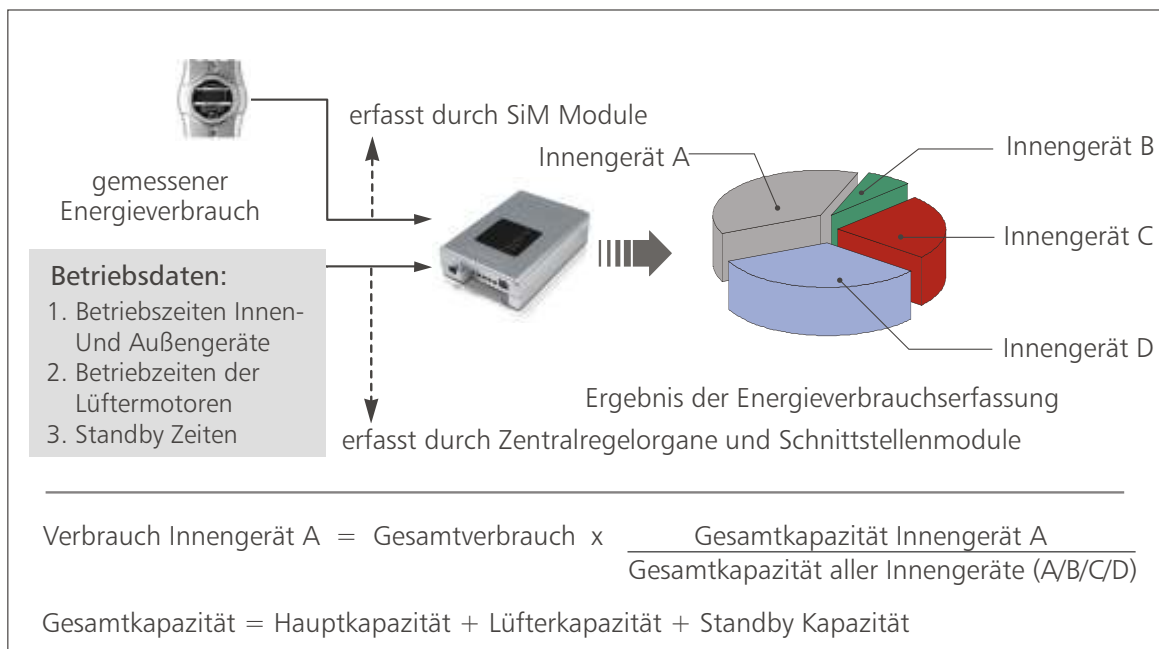 erfasst durch SiM Module
gemessener
Energieverbrauch
Betriebsdaten:
1. Betriebszeiten Innen-
Und Außengeräte
2. Betriebzeiten der
Lüftermotoren
3. Standby Zeiten
Innengerät A
Innengerät B
Innengerät C
Innengerät D
Ergebnis der Energieverbrauchserfassung
erfasst durch Zentralregelorgane und Schnittstellenmodule
Verbrauch Innengerät A = Gesamtverbrauch x
Gesamtkapazität Innengerät A
Gesamtkapazität aller Innengeräte (A/B/C/D)
Gesamtkapazität = Hauptkapazität + Lüfterkapazität + Standby Kapazität